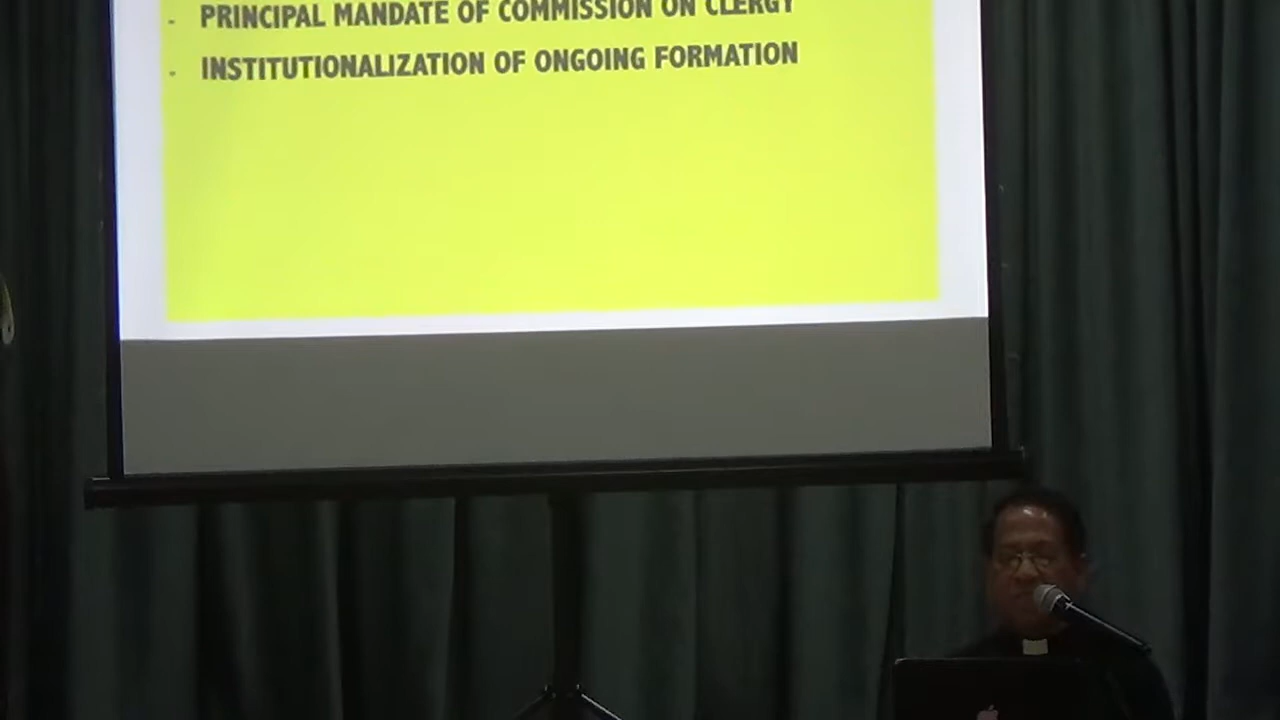 - PRINCIPAL MANDATE OF COMMISSION ON CLERGY
- INSTITUTIONALIZATION OF ONGOING FORMATION